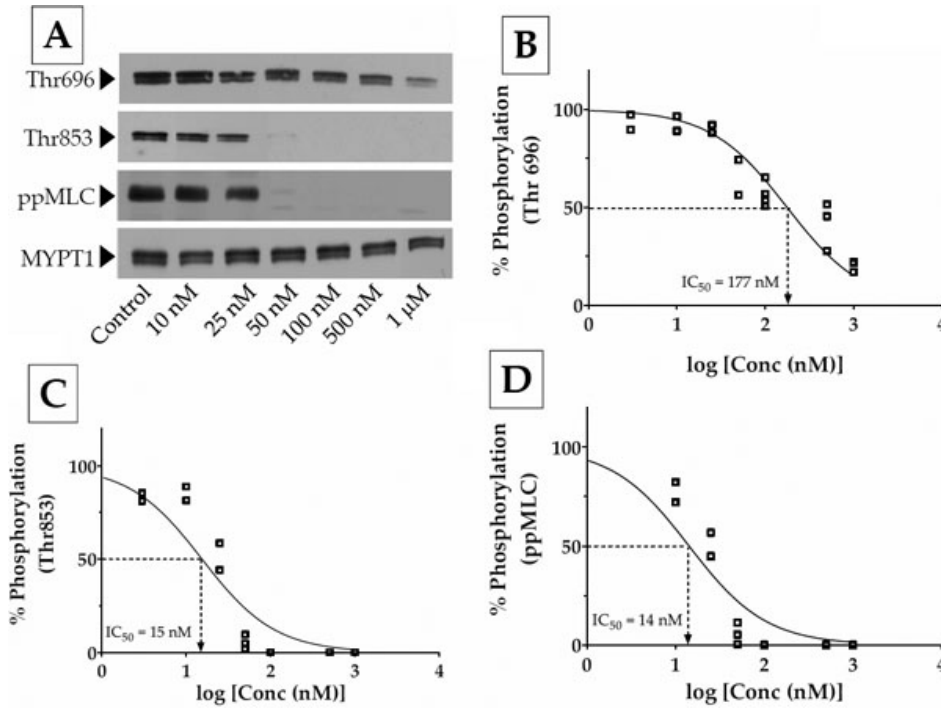 A
Thr696
Thr853
ppMLC
MYPT1
Control
10 nM
25 nM
50 nM
100 nM
500 nM
1 µM
B
% Phosphorylation
(Thr 696)
100
50
0
IC50 = 177 nM
0 1 2 3 4
log [Conc (nM)]
C
% Phosphorylation
(Thr853)
100
50
0
IC50 = 15 nM
0 1 2 3 4
log [Conc (nM)]
D
% Phosphorylation
(ppMLC)
100
50
0
IC50 = 14 nM
0 1 2 3 4
log [Conc (nM)]